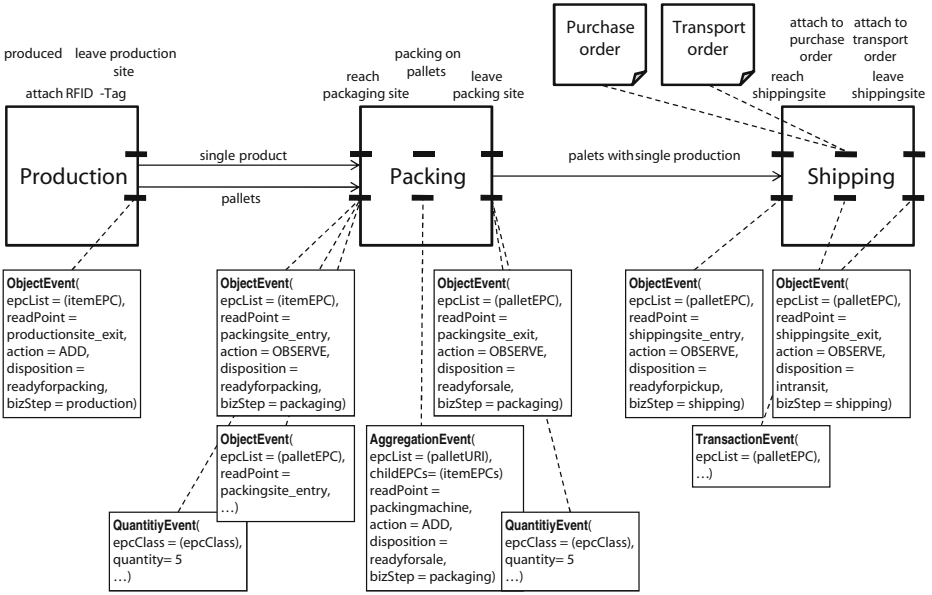 Purchase
order
Transport
order
attach to
purchase
order
attach to
transport
order
produced
leave production
site
attach RFID -Tag
reach
packaging site
packing on
pallets
leave
packing site
reach
shippingsite
leave
shippingsite
Production
single product
pallets
Packing
palets withsingle production
Shipping
ObjectEvent(
epcList = (itemEPC),
readPoint =
productionsite_exit,
action = ADD,
disposition =
readyforpacking,
bizStep = production)
ObjectEvent(
epcList = (itemEPC),
readPoint =
packingsite_entry,
action = OBSERVE,
disposition =
readyforpacking,
bizStep = packaging)
ObjectEvent(
epcList = (palletEPC),
readPoint =
packingsite_exit,
action = OBSERVE,
disposition =
readyforsale,
bizStep = packaging)
ObjectEvent(
epcList = (palletEPC),
readPoint =
shippingsite_entry,
action = OBSERVE,
disposition =
readyforpickup,
bizStep = shipping)
ObjectEvent(
epcList = (palletEPC),
readPoint =
shippingsite_exit,
action = OBSERVE,
disposition =
intransit,
bizStep = shipping)
ObjectEvent(
epcList = (palletEPC),
readPoint =
packingsite_entry,
...)
AggregationEvent(
epcList = (palletURI),
childEPCs= (itemEPCs)
readPoint =
packingmachine,
action = ADD,
disposition =
readyforsale,
bizStep = packaging)
TransactionEvent(
epcList = (palletEPC),
...)
QuantitiyEvent(
epcClass = (epcClass),
quantity= 5
...)
QuantitiyEvent(
epcClass = (epcClass),
quantity= 5
...)